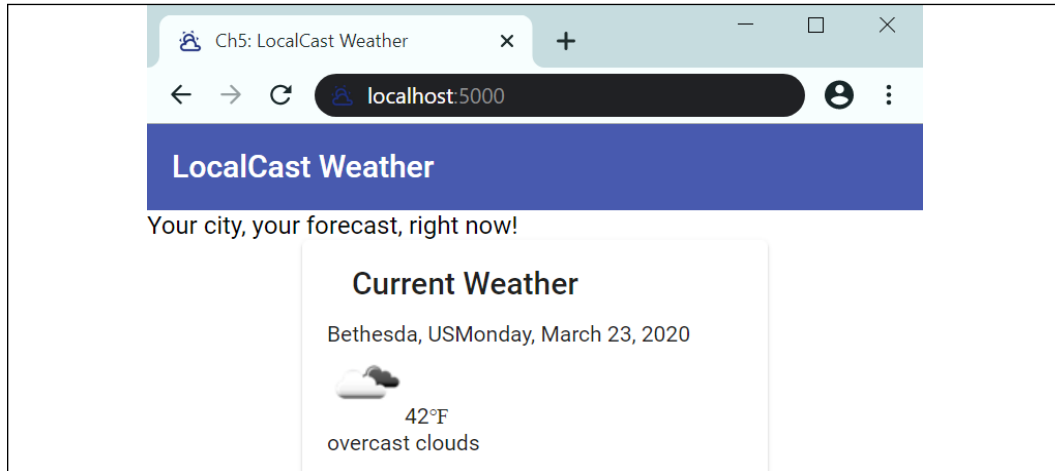 Ch5: LocalCast Weather
localhost:5000
LocalCast Weather
Your city, your forecast, right now!
Current Weather
Bethesda, USMonday, March 23, 2020
42°F
overcast clouds